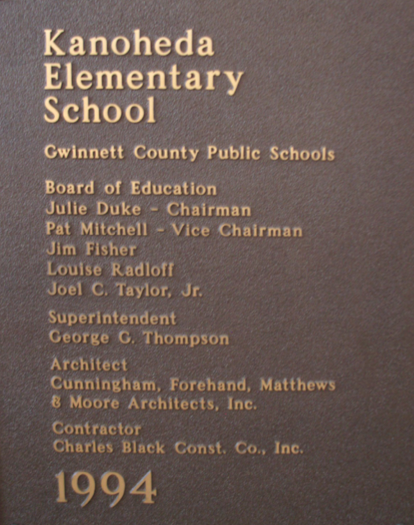 Kanoheda
Elementary
School
Gwinnett County Public Schools
Board of Education
Julie Duke - Chairman
Pat Mitchell - Vice Chairman
Jim Fisher
Louise Radloff
Joel C. Taylor, Jr.
Superintendent
George G. Thompson
Architect
Cunningham, Forehand, Matthews
& Moore Architects, Inc.
Contractor
Charles Black Const. Co., Inc.
1994